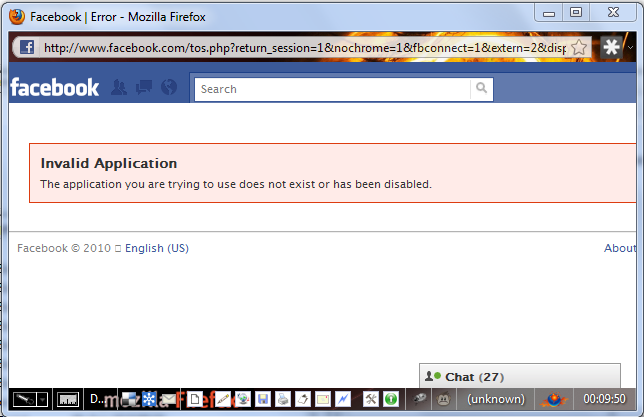 Facebook | Error - Mozilla Firefox
http://www.facebook.com/tos.php?return_session=1&nochrome=1&fbconnect=1&extern=2&disp
facebook
Search
Invalid Application
The application you are trying to use does not exist or has been disabled.
Facebook © 2010 English (US)
About
Chat (27)
D... (unknown) 00:09:50